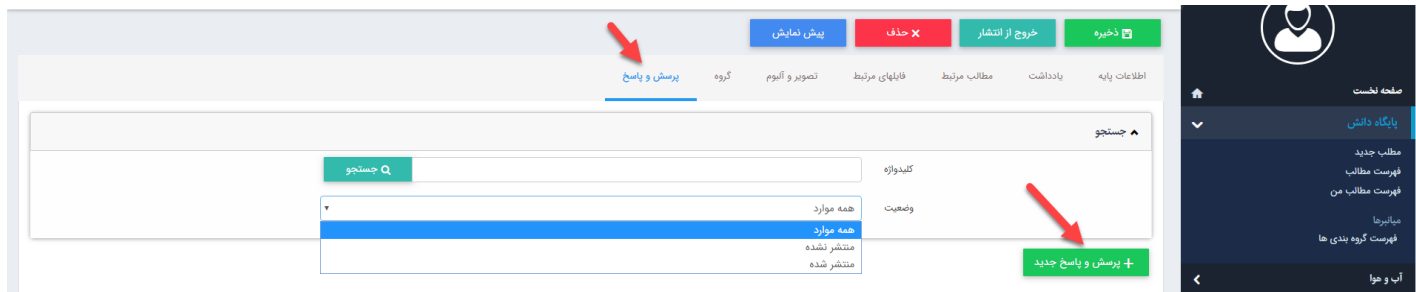 صفحه نخست
پایگاه دانش
مطلب جدید
فهرست مطالب
فهرست مطالب من
میانبرها
فهرست گروه بندی ها
آب و هوا
ذخیره
خروج از انتشار
حذف
پیش نمایش
اطلاعات پایه
یادداشت
مطالب مرتبط
فایلهای مرتبط
تصویر و آلبوم
گروه
پرسش و پاسخ
جستجو
کلیدواژه
جستجو
وضعیت
همه موارد
همه موارد
منتشر نشده
منتشر شده
+ پرسش و پاسخ جدید